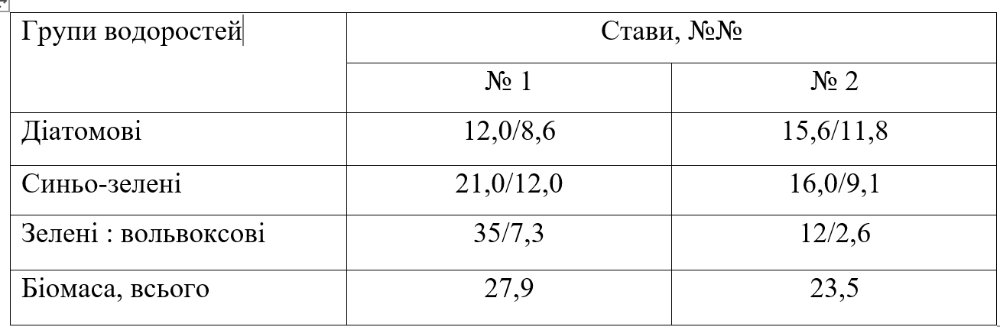 Групи водоростей
Стави, №№
№ 1
№ 2
Діатомові
12,0/8,6
15,6/11,8
Синьо-зелені
21,0/12,0
16,0/9,1
Зелені : вольвоксові
35/7,3
12/2,6
Біомаса, всього
27,9
23,5